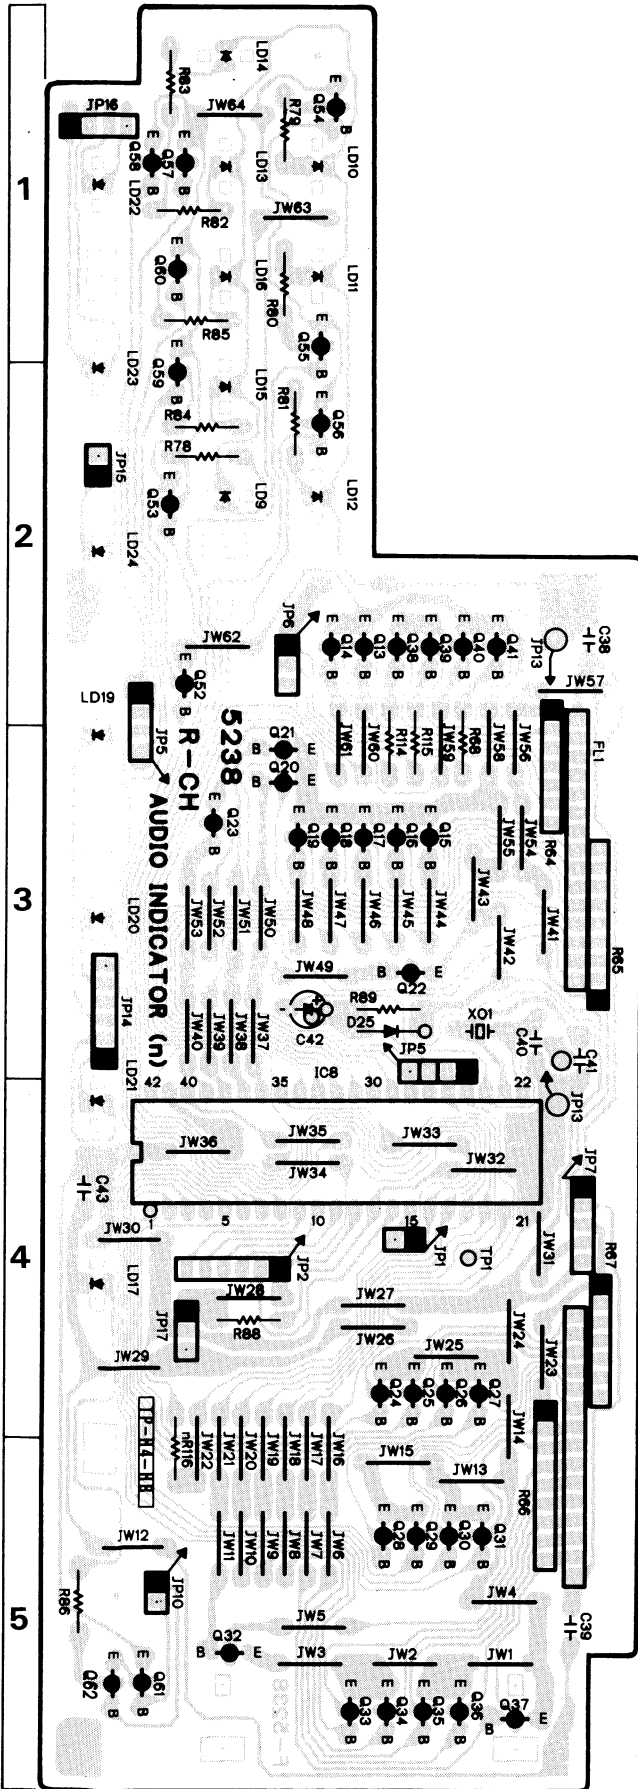 LD14
E
R83
JP16
JW64
R79
Q54
B
1
E
Q58
E
Q57
B
B
LD22
LD13
LD10
R82
JW63
E
Q60
B
LD16
R80
LD11
R85
E
Q55
B
LD23
E
Q59
B
LD15
R81
E
Q56
B
R84
R78
JP15
E
Q53
B
LD9
LD12
2
LD24
JP6
E E E E E E
Q14 Q13 Q38 Q39 Q40 Q41
B B B B B B
JP13
C38
JW62
E
Q52
B
JW57
LD19
JP5
5238
R-CH
AUDIO INDICATOR (n)
B Q21 E
B Q20 E
JW61 JW60 R114 R115 JW59 R68 JW58 JW56
FL1
R64
E
Q23
B
E E E E E
Q19 Q18 Q17 Q16 Q15
B B B B B
JW55 JW54
3
LD20
JW53 JW52 JW51 JW50 JW48 JW47 JW46 JW45 JW44
JW43
JW42
JW41
R65
JW49
B Q22 E
JP14
JW40 JW39 JW38 JW37
- +
C42
R89
D25
X01
C40
C41
JP5
LD21
42 40 35 IC8 30 22
JP13
JW36
JW35
JW34
JW33
JW32
JP7
C43
1 5 10 15 21
JW30
4
JP2
JP1
TP1
JW31
R67
LD17
JP17
JW28
R88
JW27
JW26
JW25
JW24
JW23
JW29
E E E E
Q24 Q25 Q26 Q27
B B B B
JW14
nR116 JW22 JW21 JW20 JW19 JW18 JW17 JW16
JW15
JW13
R66
JW12
JW11 JW10 JW9 JW8 JW7 JW6
E E E E
Q28 Q29 Q30 Q31
B B B B
JP10
R86
5
JW5
JW4
C39
B Q32 E
JW3
JW2
JW1
E E
Q62 Q61
B B
E E E E
Q33 Q34 Q35 Q36
B B B B
Q37
B E
F-5238